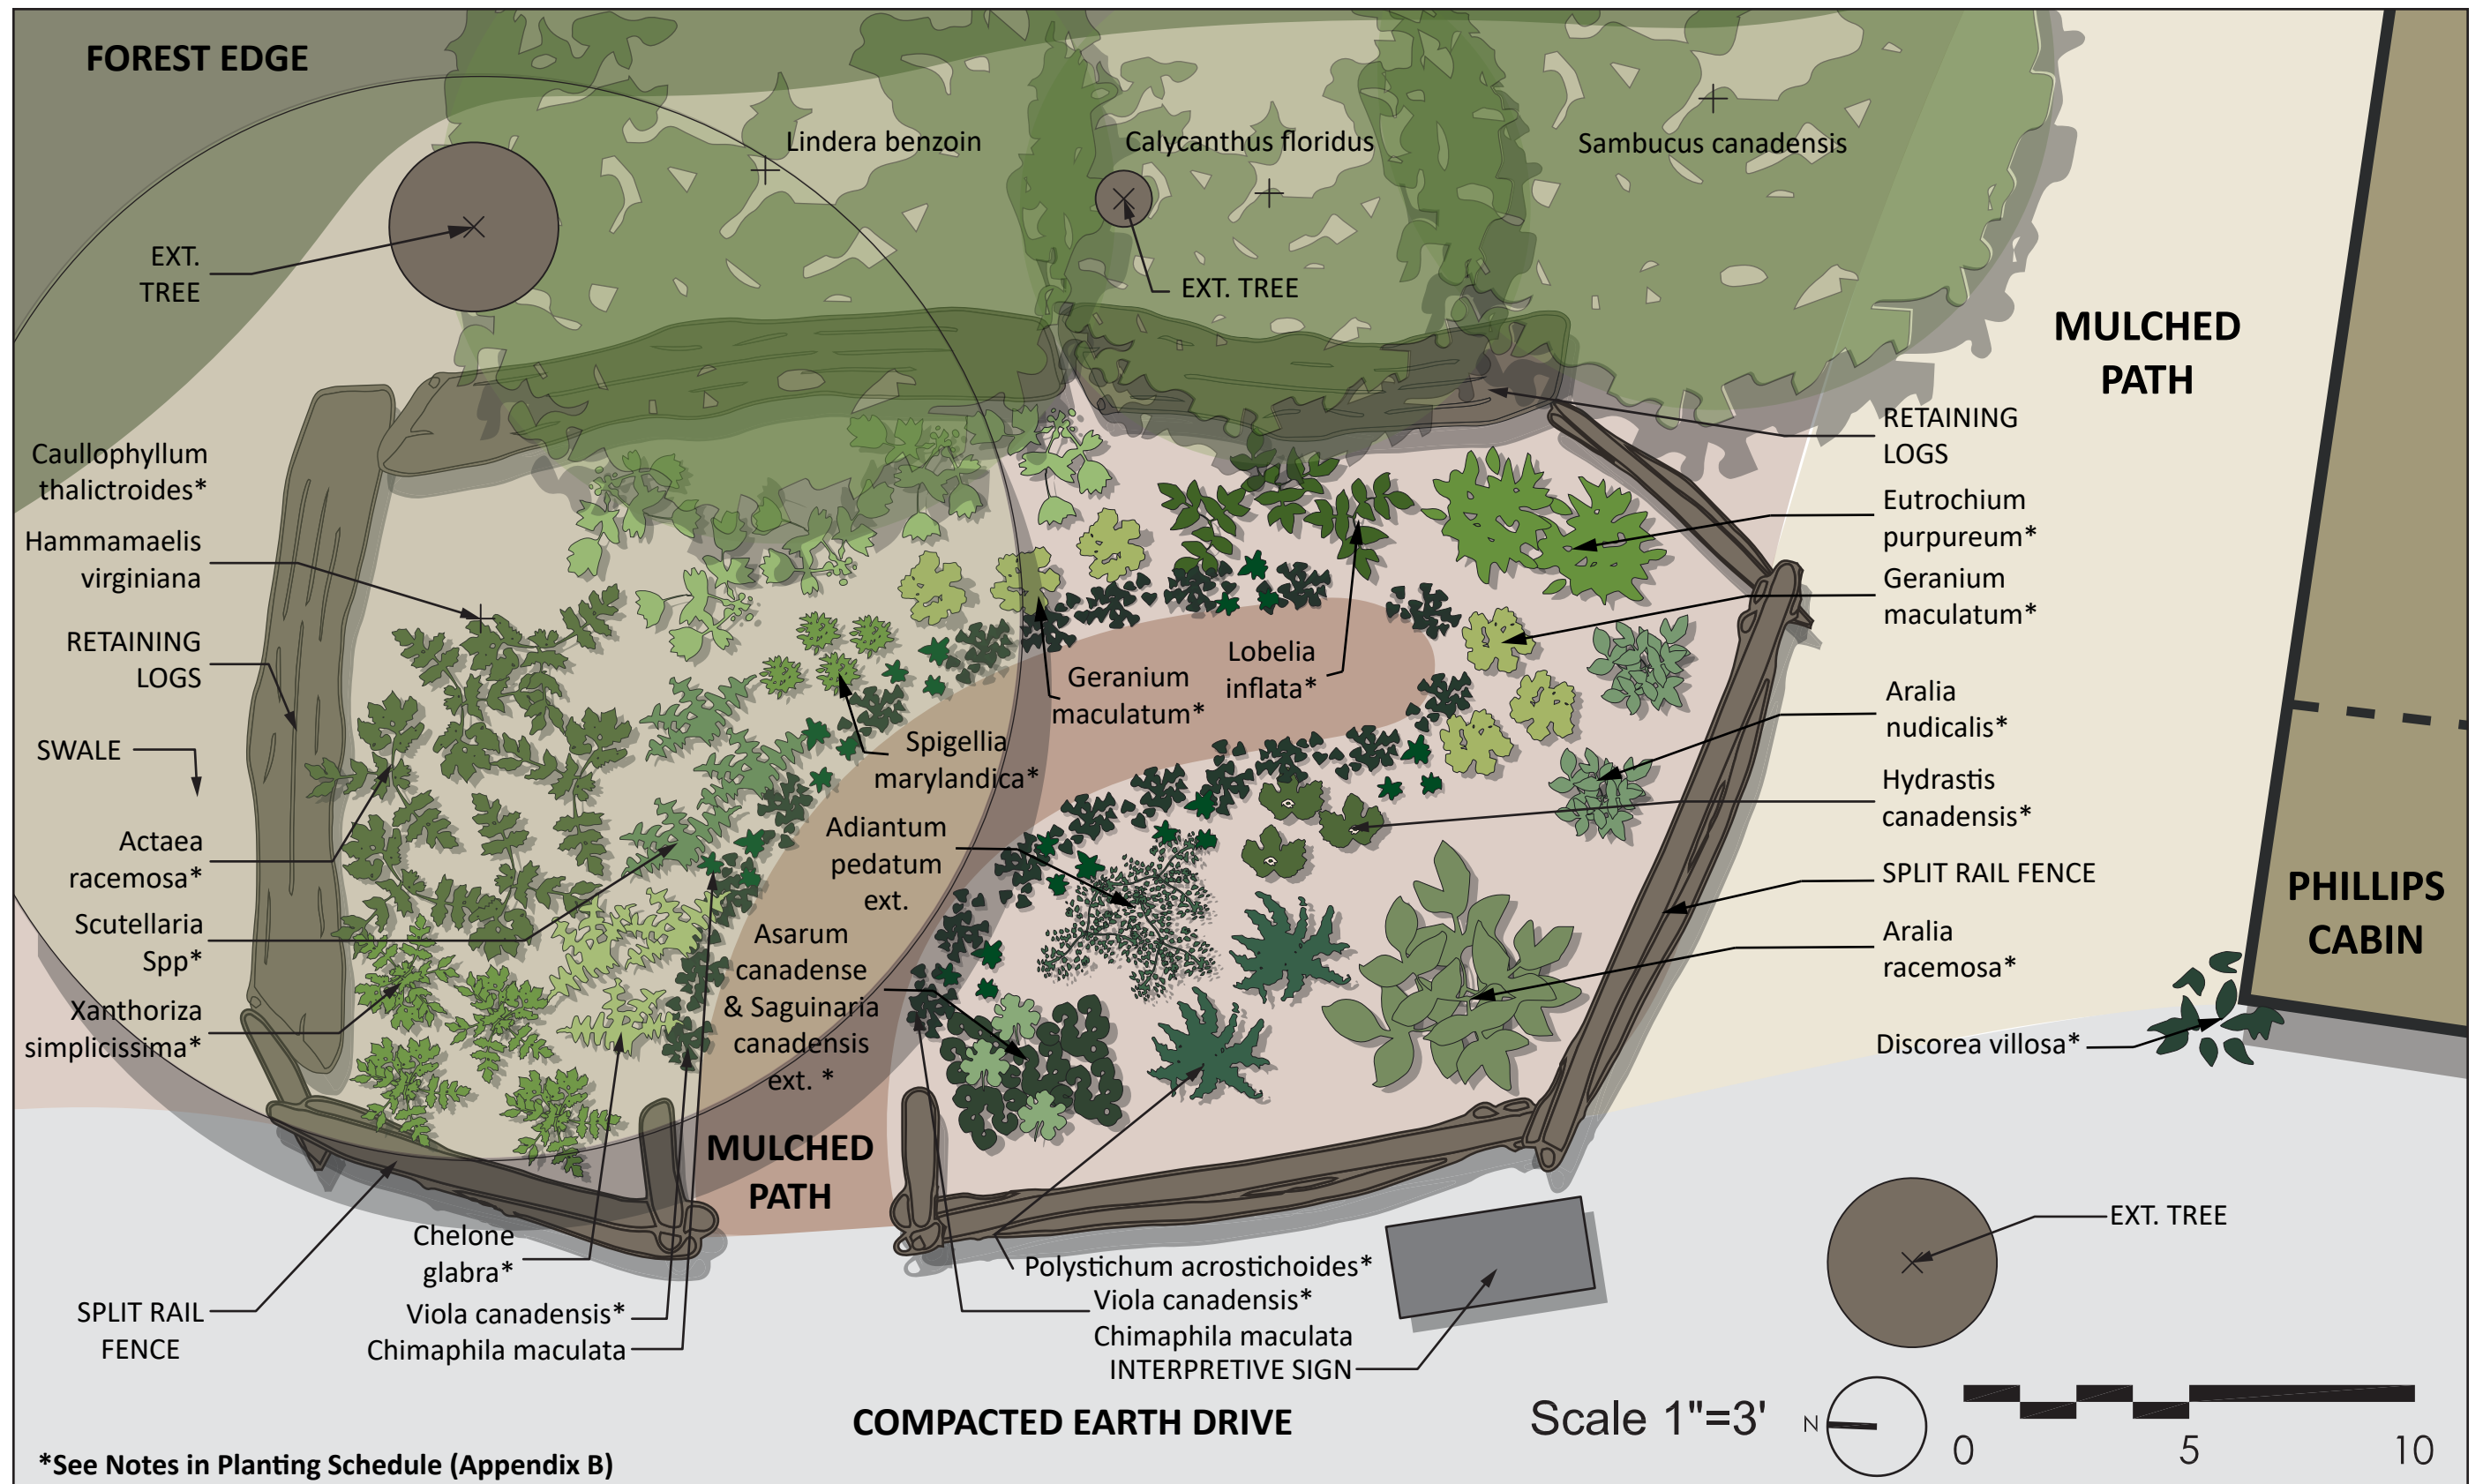 FOREST EDGE
Lindera benzoin
Calycanthus floridus
Sambucus canadensis
EXT.
TREE
EXT. TREE
MULCHED
PATH
Caullophyllum
thalictroides*
Hammamaelis
virginiana
RETAINING
LOGS
SWALE
Actaea
racemosa*
Scutellaria
Spp*
Xanthoriza
simplicissima*
RETAINING
LOGS
Eutrochium
purpureum*
Geranium
maculatum*
Aralia
nudicalis*
Hydrastis
canadensis*
SPLIT RAIL FENCE
Aralia
racemosa*
Discorea villosa*
PHILLIPS
CABIN
Lobelia
inflata*
Geranium
maculatum*
Spigellia
marylandica*
Adiantum
pedatum
ext.
Asarum
canadense
& Saguinaria
canadensis
ext. *
MULCHED
PATH
Chelone
glabra*
SPLIT RAIL
FENCE
Viola canadensis*
Chimaphila maculata
Polystichum acrostichoides*
Viola canadensis*
Chimaphila maculata
INTERPRETIVE SIGN
EXT. TREE
COMPACTED EARTH DRIVE
Scale 1"=3'
N
0 5 10
*See Notes in Planting Schedule (Appendix B)